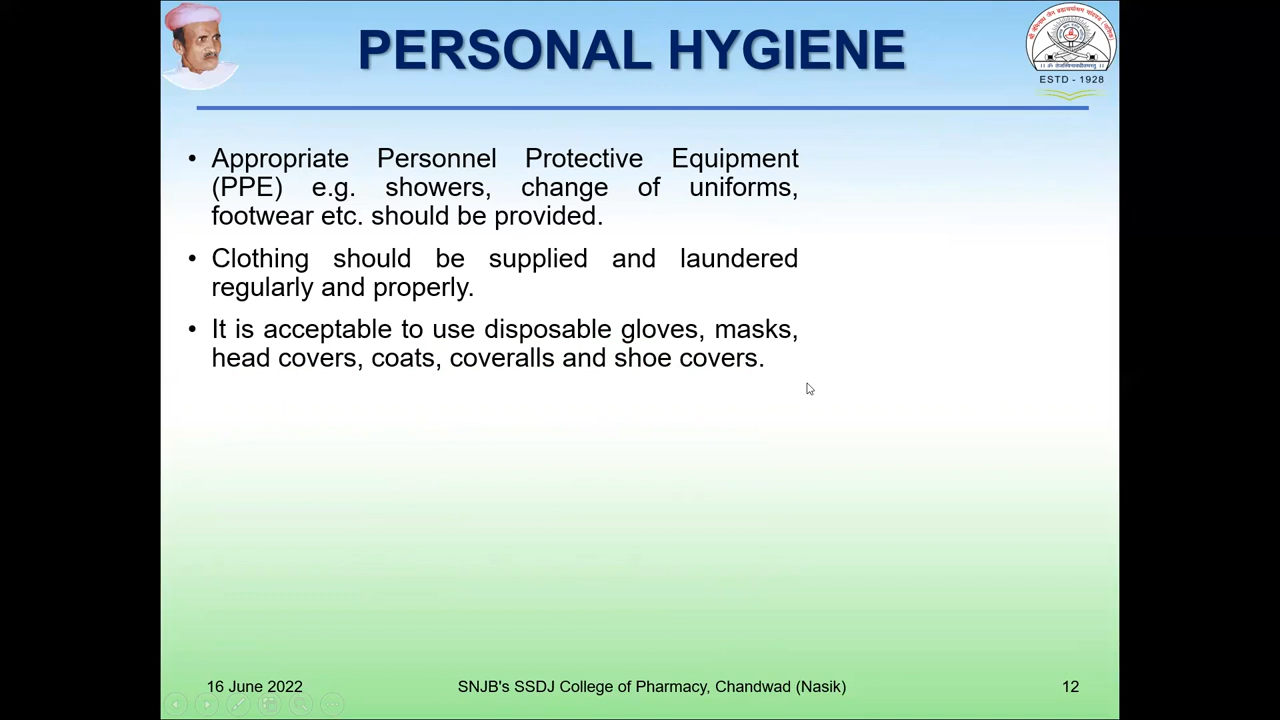 PERSONAL HYGIENE
ESTD - 1928
• Appropriate Personnel Protective Equipment
(PPE) e.g. showers, change of uniforms,
footwear etc. should be provided.
• Clothing should be supplied and laundered
regularly and properly.
• It is acceptable to use disposable gloves, masks,
head covers, coats, coveralls and shoe covers.
16 June 2022
SNJB's SSDJ College of Pharmacy, Chandwad (Nasik)
12